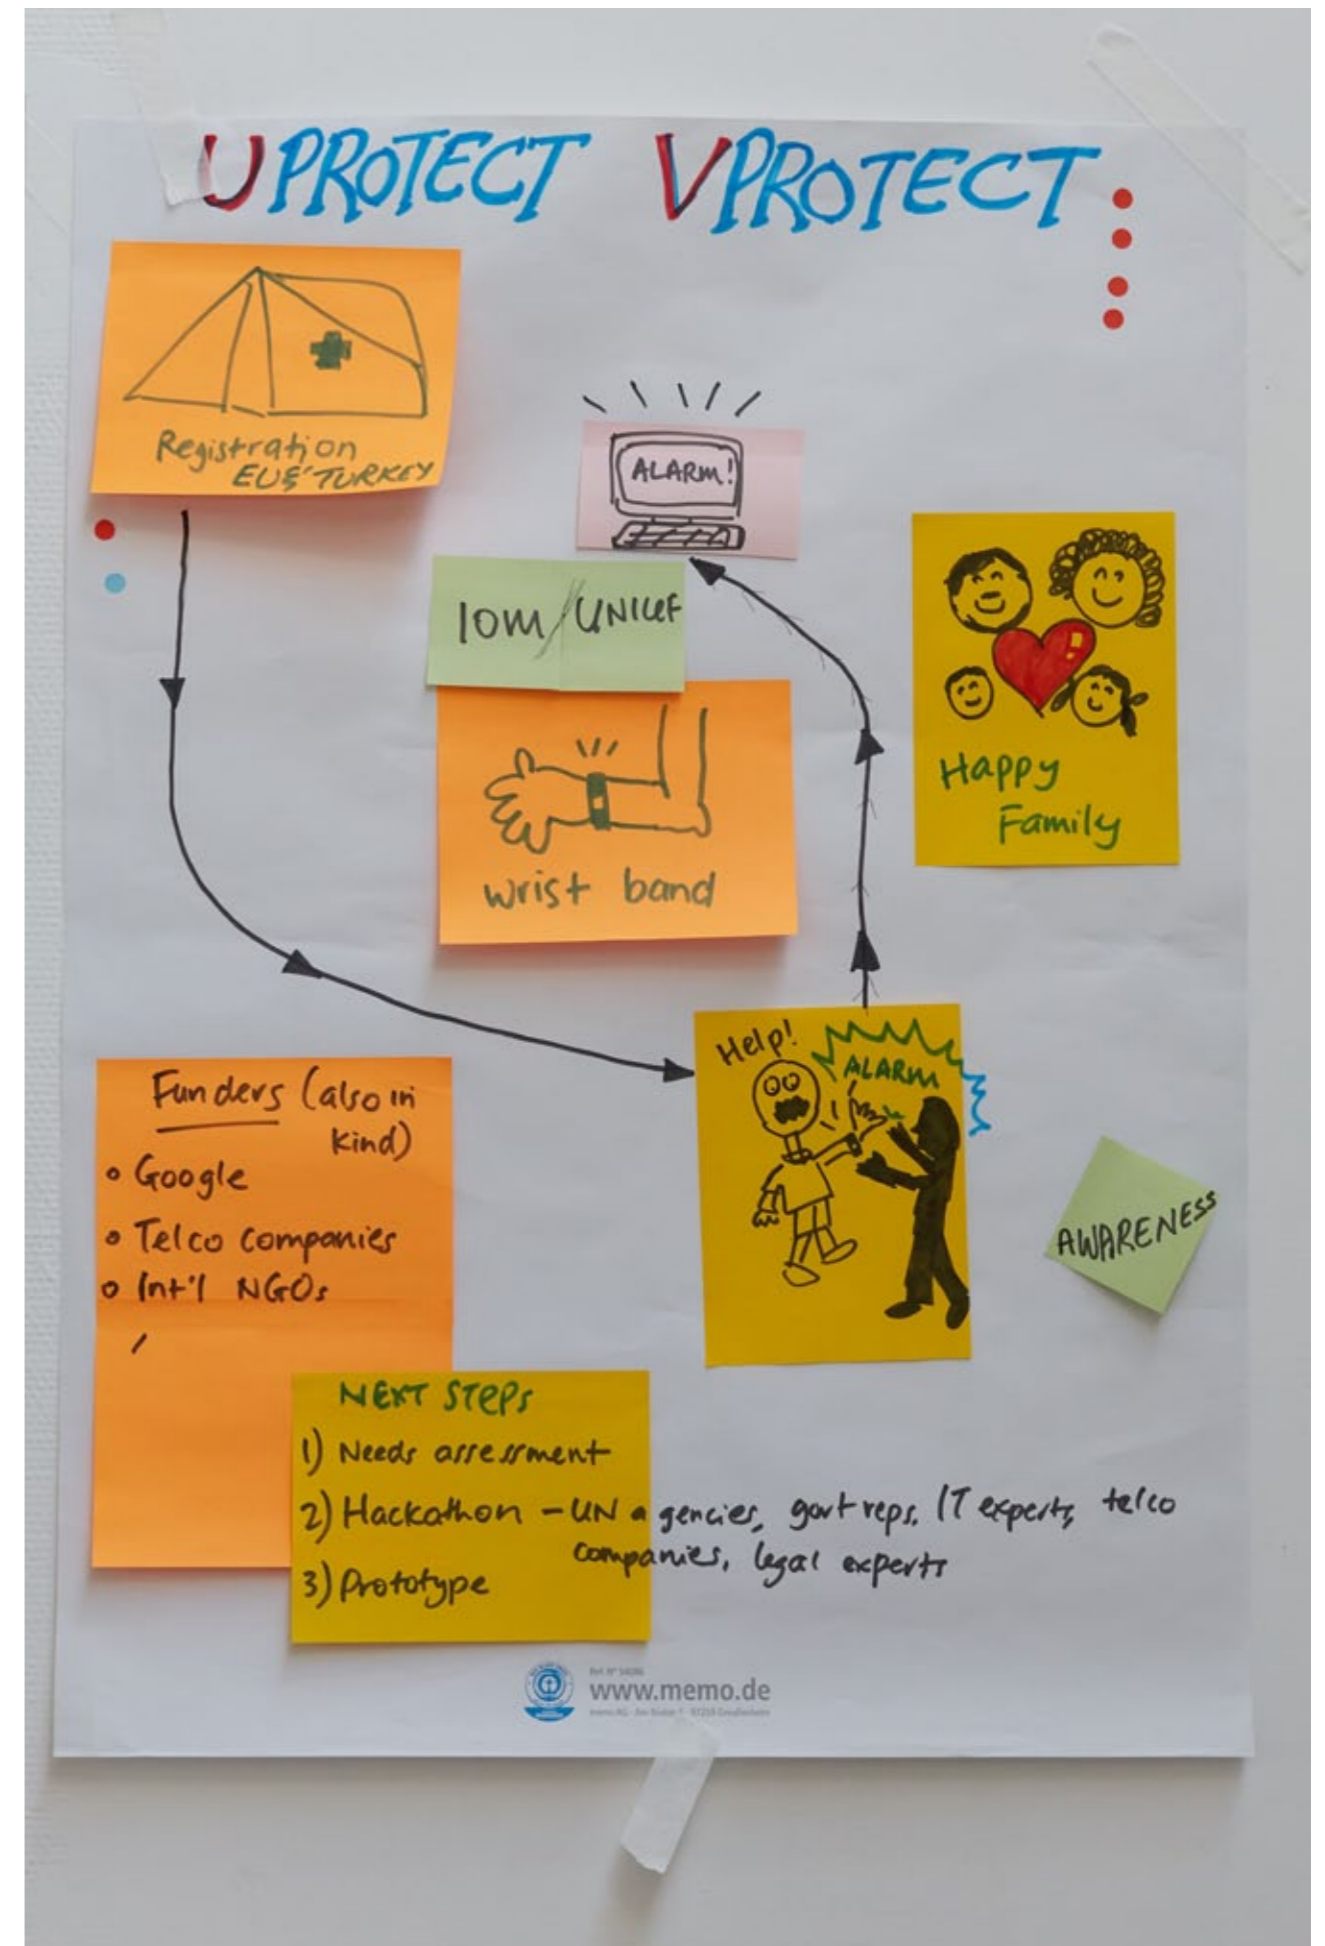 UPROTECT VPROTECT
Registration
EU & TURKEY
ALARM!
IOM/UNICEF
wrist band
Happy
Family
Help!
ALARM
AWARENESS
Funders (also in
kind)
• Google
• Telco companies
• Int'l NGOs
NEXT STEPS
1) Needs assessment
2) Hackathon - UN agencies, govt reps, IT experts, telco
companies, legal experts
3) Prototype
www.memo.de